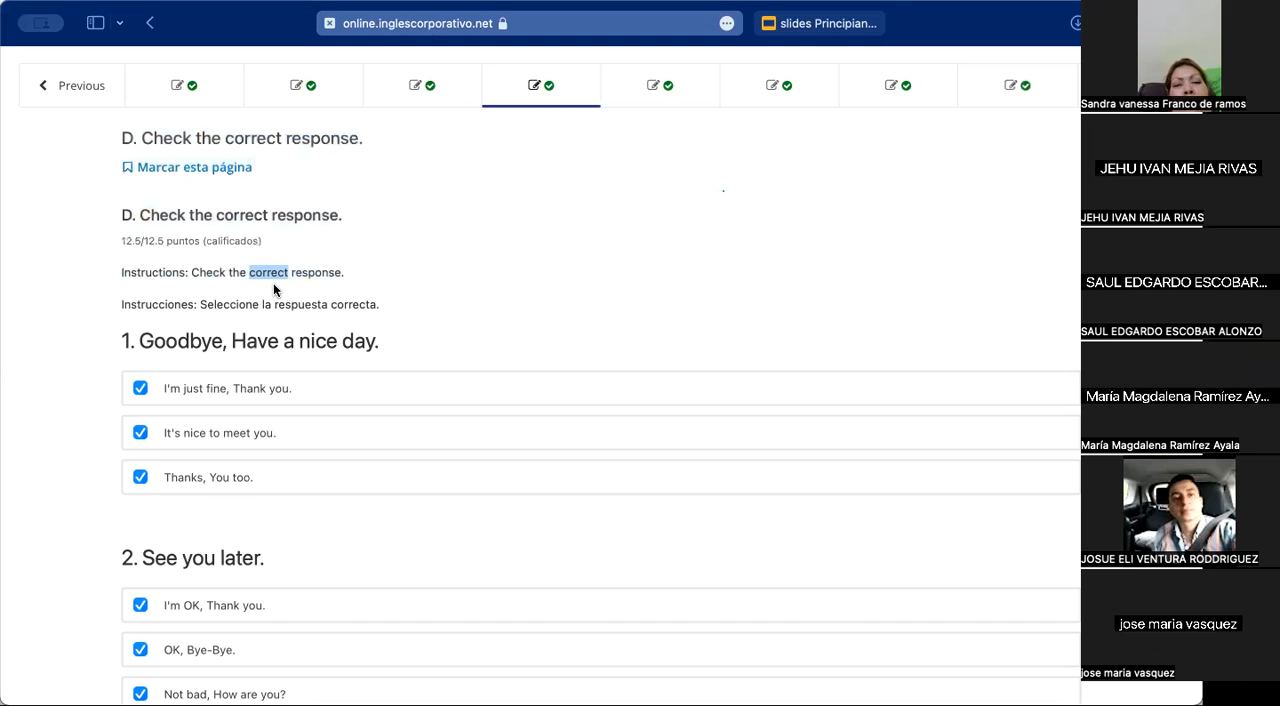 online.inglescorporativo.net
slides Principian...
Previous
D. Check the correct response.
Marcar esta página
D. Check the correct response.
12.5/12.5 puntos (calificados)
Instructions: Check the correct response.
Instrucciones: Seleccione la respuesta correcta.
1. Goodbye, Have a nice day.
I'm just fine, Thank you.
It's nice to meet you.
Thanks, You too.
2. See you later.
I'm OK, Thank you.
OK, Bye-Bye.
Not bad, How are you?
Sandra vanessa Franco de ramos
JEHU IVAN MEJIA RIVAS
JEHU IVAN MEJIA RIVAS
SAUL EDGARDO ESCOBAR...
SAUL EDGARDO ESCOBAR ALONZO
María Magdalena Ramírez Ay...
María Magdalena Ramírez Ayala
JOSUE ELI VENTURA RODDRIGUEZ
jose maria vasquez
jose maria vasquez